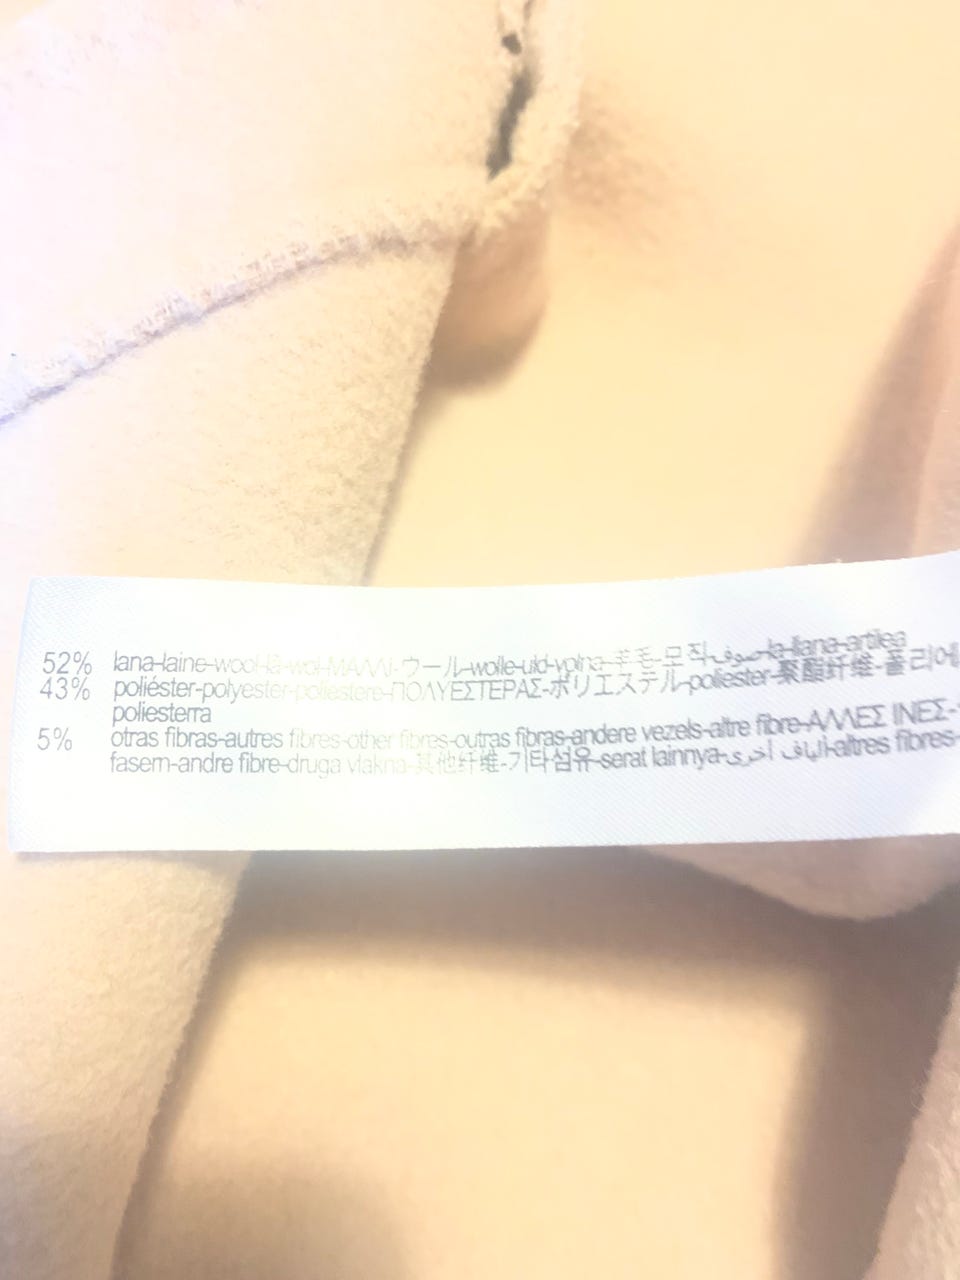 52% lana-laine-wool-lã-wol-ΜΑΛΛΙ-ウール-wolle-uld-volna-羊毛-모직-صوف-la-llana-artilea
43% poliéster-polyester-poliestere-ΠΟΛΥΕΣΤΕΡΑΣ-ポリエステル-poliester-聚酯纤维-폴리에
poliesterra
5% otras fibras-autres fibres-other fibres-outras fibras-andere vezels-altre fibre-ΑΛΛΕΣ ΙΝΕΣ-
fasern-andre fibre-druga vlakna-其他纤维-기타섬유-serat lainnya-ألياف أخرى-altres fibres-